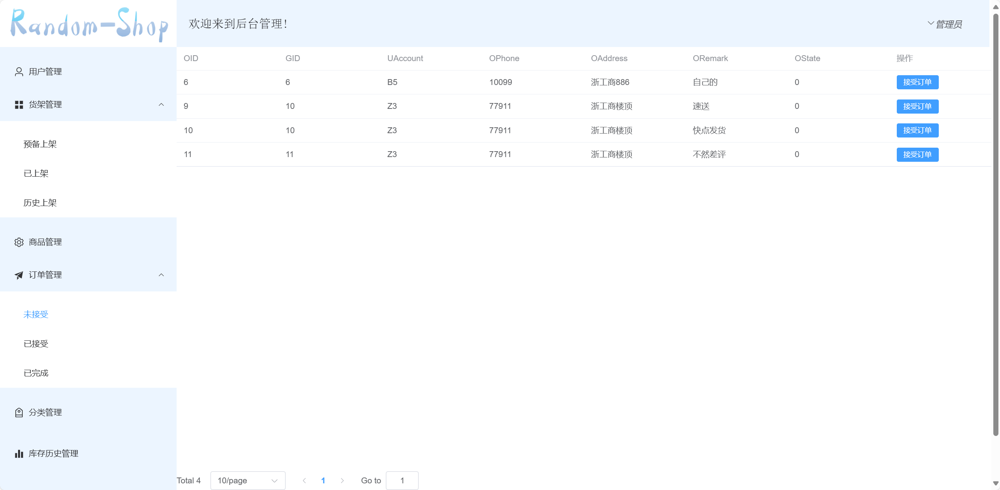 Random-Shop
欢迎来到后台管理！
管理员
用户管理
货架管理
预备上架
已上架
历史上架
商品管理
订单管理
未接受
已接受
已完成
分类管理
库存历史管理
OID GID UAccount OPhone OAddress ORemark OState 操作
6 6 B5 10099 浙工商886 自己的 0 接受订单
9 10 Z3 77911 浙工商楼顶 速送 0 接受订单
10 10 Z3 77911 浙工商楼顶 快点发货 0 接受订单
11 11 Z3 77911 浙工商楼顶 不然差评 0 接受订单
Total 4 10/page 1 Go to 1